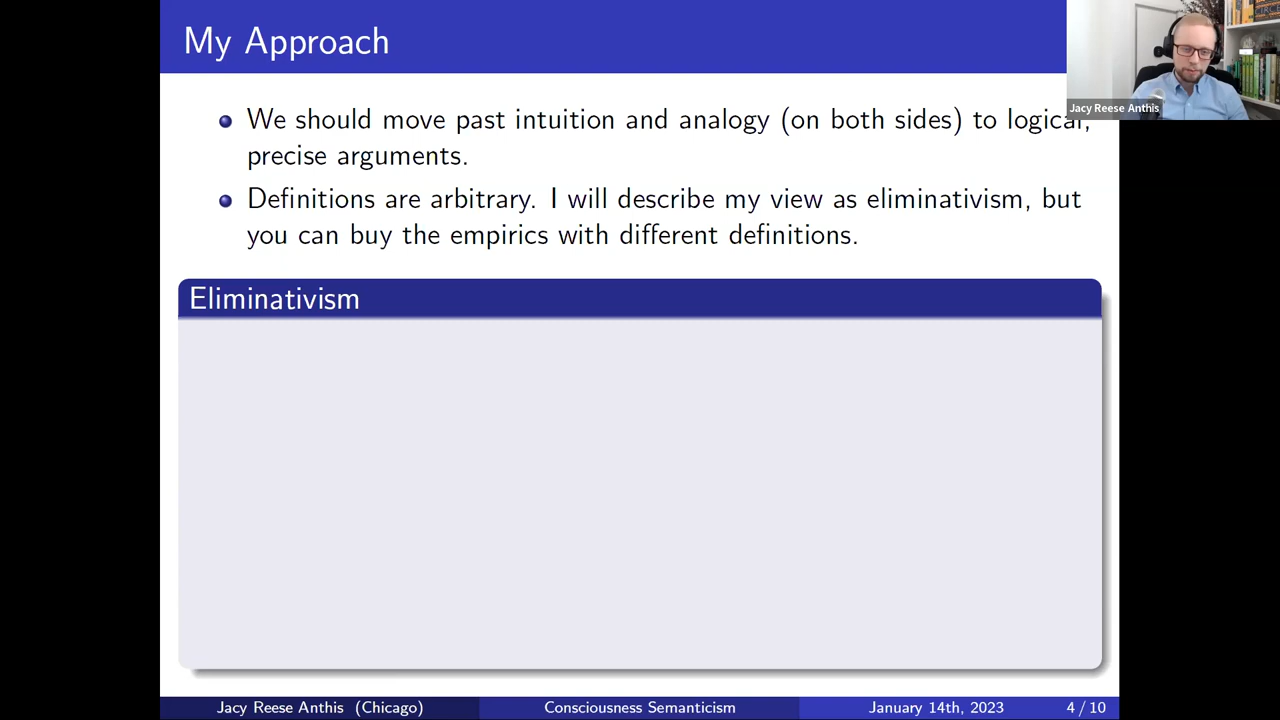 My Approach
Jacy Reese Anthis
We should move past intuition and analogy (on both sides) to logical,
precise arguments.
Definitions are arbitrary. I will describe my view as eliminativism, but
you can buy the empirics with different definitions.
Eliminativism
Jacy Reese Anthis (Chicago)
Consciousness Semanticism
January 14th, 2023
4 / 10